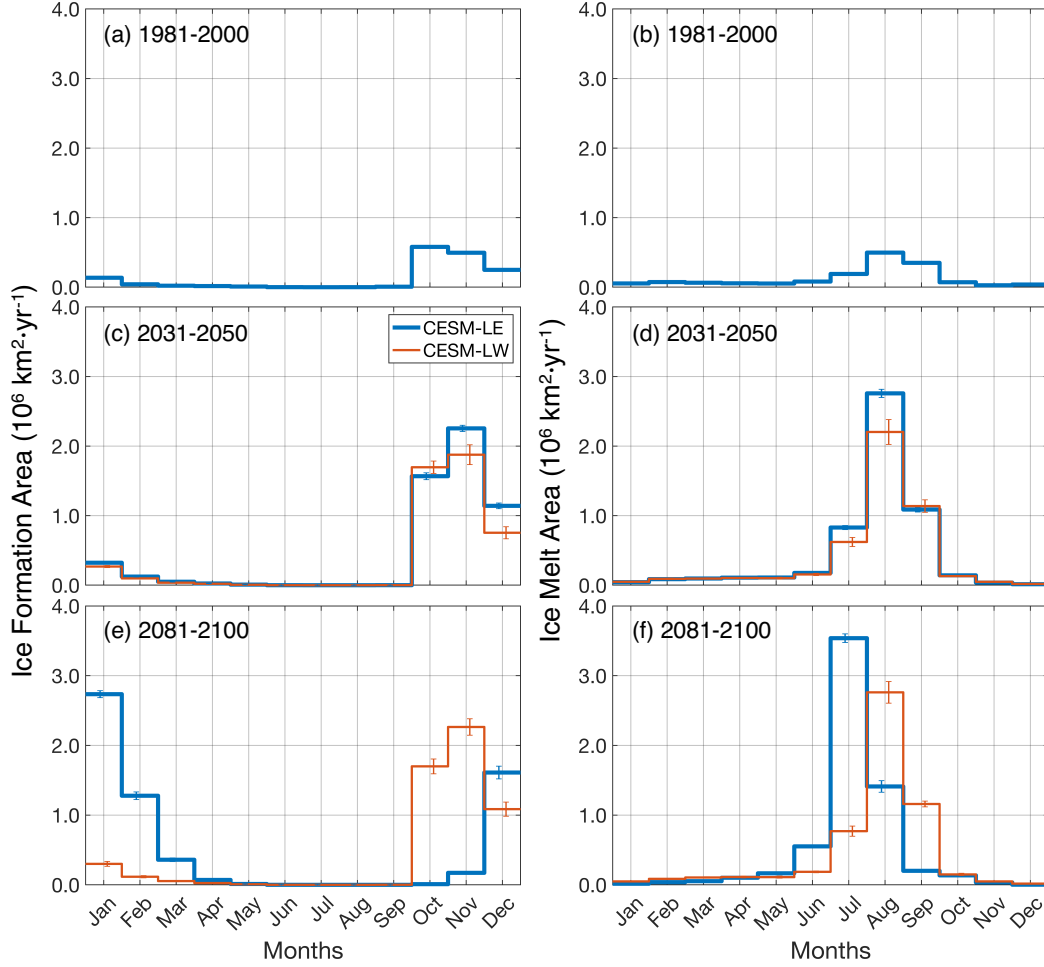 Ice Formation Area (10⁶ km²·yr⁻¹)
(a) 1981-2000
4.0
3.0
2.0
1.0
0.0
(b) 1981-2000
4.0
3.0
2.0
1.0
0.0
(c) 2031-2050
CESM-LE
CESM-LW
4.0
3.0
2.0
1.0
0.0
Ice Melt Area (10⁶ km²·yr⁻¹)
(d) 2031-2050
4.0
3.0
2.0
1.0
0.0
(e) 2081-2100
4.0
3.0
2.0
1.0
0.0
Jan Feb Mar Apr May Jun Jul Aug Sep Oct Nov Dec
Months
(f) 2081-2100
4.0
3.0
2.0
1.0
0.0
Jan Feb Mar Apr May Jun Jul Aug Sep Oct Nov Dec
Months